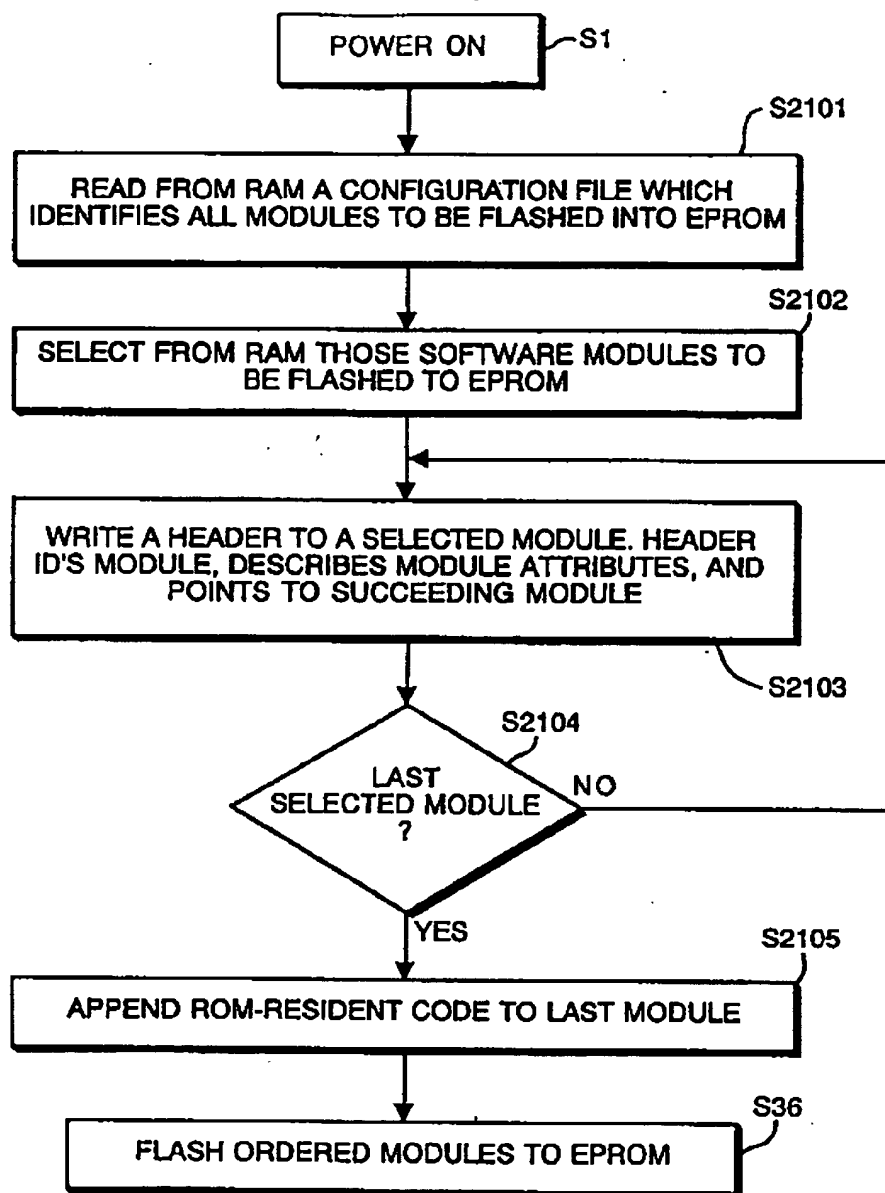 POWER ON
S1
S2101
READ FROM RAM A CONFIGURATION FILE WHICH
IDENTIFIES ALL MODULES TO BE FLASHED INTO EPROM
S2102
SELECT FROM RAM THOSE SOFTWARE MODULES TO
BE FLASHED TO EPROM
WRITE A HEADER TO A SELECTED MODULE. HEADER
ID'S MODULE, DESCRIBES MODULE ATTRIBUTES, AND
POINTS TO SUCCEEDING MODULE
S2103
S2104
LAST
SELECTED MODULE
?
NO
YES
S2105
APPEND ROM-RESIDENT CODE TO LAST MODULE
S36
FLASH ORDERED MODULES TO EPROM